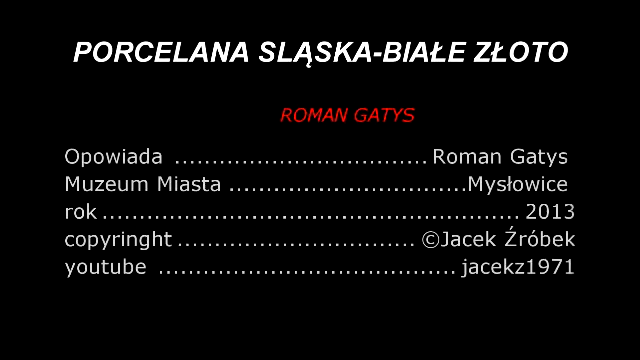 PORCELANA SLĄSKA-BIAŁE ZŁOTO
ROMAN GATYS
Opowiada .................................. Roman Gatys
Muzeum Miasta ................................Mysłowice
rok ........................................................ 2013
copyringht ................................ ©Jacek Źróbek
youtube ........................................ jacekz1971